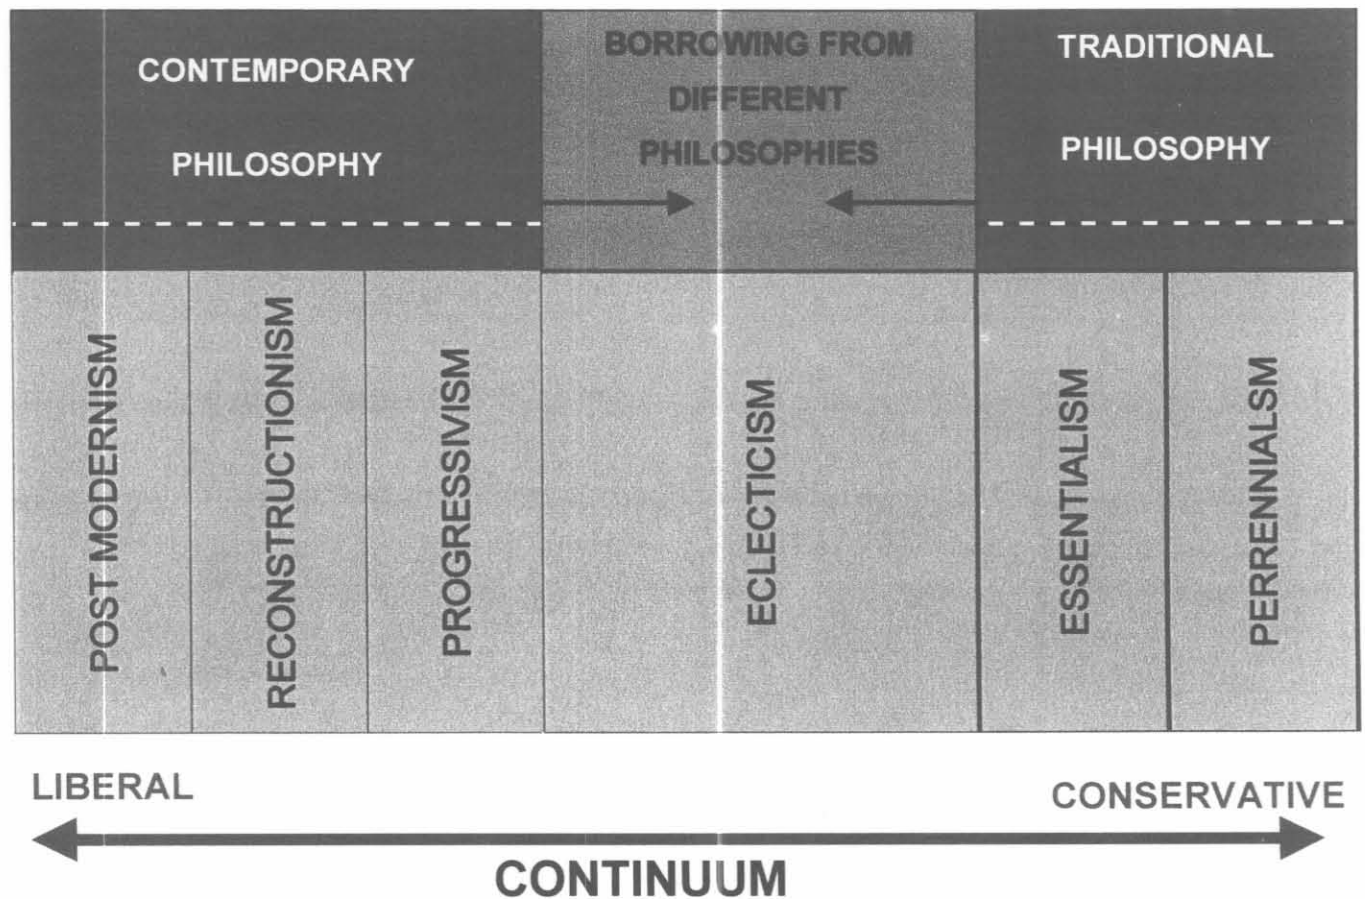 CONTEMPORARY
PHILOSOPHY
BORROWING FROM
DIFFERENT
PHILOSOPHIES
TRADITIONAL
PHILOSOPHY
POST MODERNISM
RECONSTRUCTIONISM
PROGRESSIVISM
ECLECTICISM
ESSENTIALISM
PERRENNIALSM
LIBERAL
CONSERVATIVE
CONTINUUM